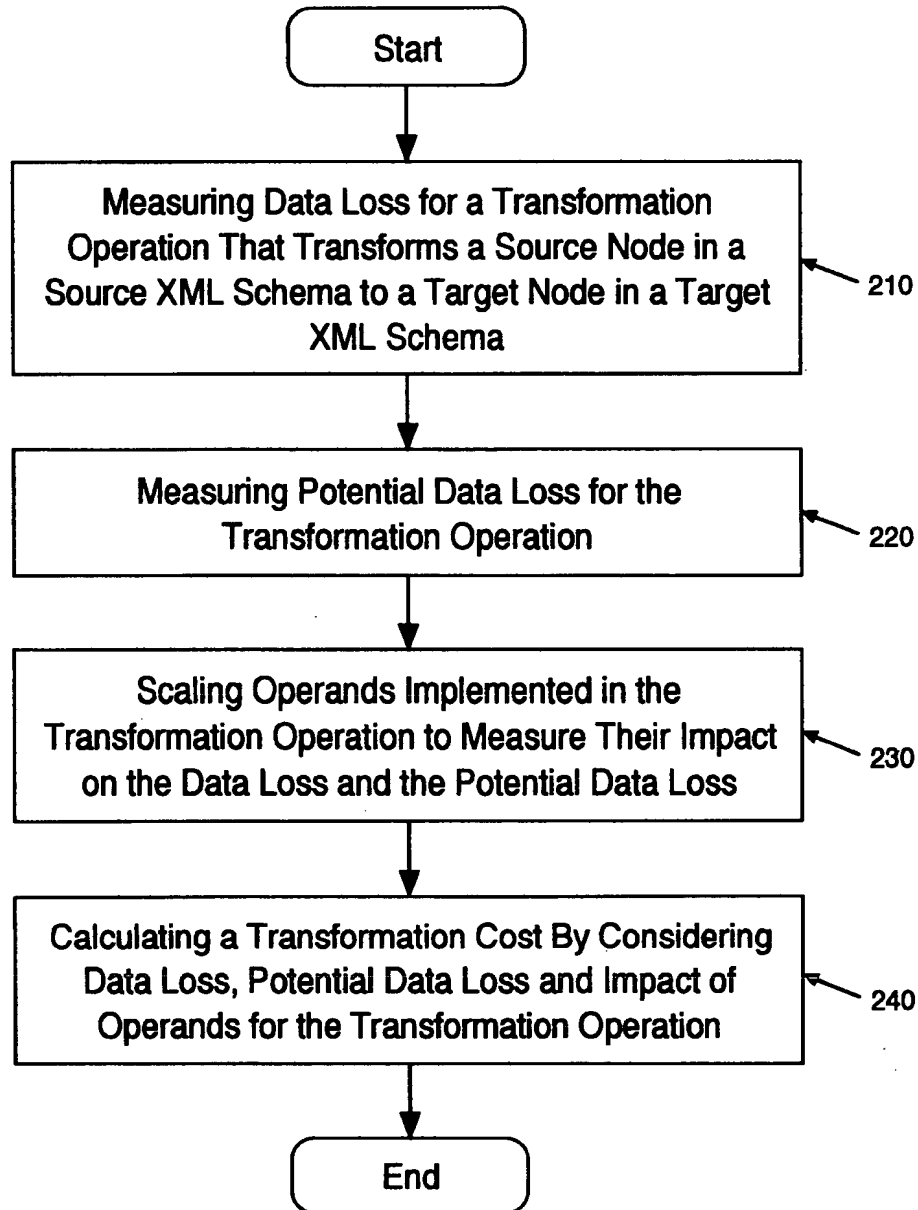 Start
Measuring Data Loss for a Transformation
Operation That Transforms a Source Node in a
Source XML Schema to a Target Node in a Target
XML Schema
210
Measuring Potential Data Loss for the
Transformation Operation
220
Scaling Operands Implemented in the
Transformation Operation to Measure Their Impact
on the Data Loss and the Potential Data Loss
230
Calculating a Transformation Cost By Considering
Data Loss, Potential Data Loss and Impact of
Operands for the Transformation Operation
240
End